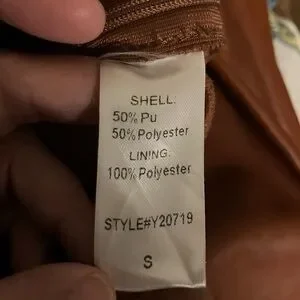 SHELL:
50% Pu
50% Polyester
LINING:
100% Polyester
STYLE#Y20719
S